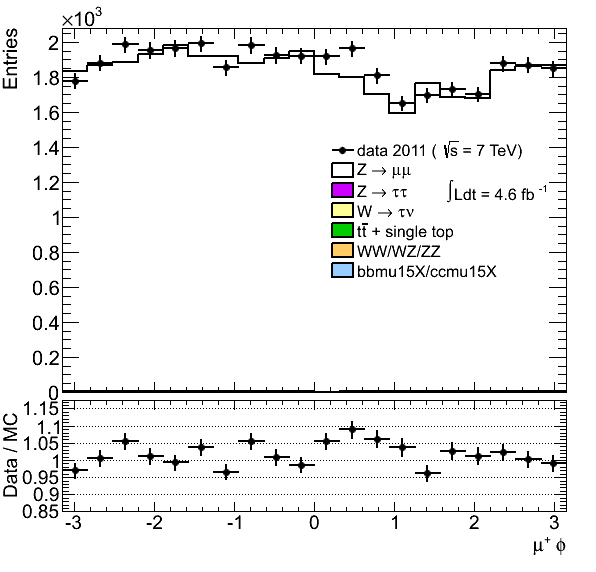 ×10³
Entries
2
1.8
1.6
1.4
1.2
1
0.8
0.6
0.4
0.2
0
data 2011 ( √s = 7 TeV)
Z → μμ
Z → ττ
∫Ldt = 4.6 fb⁻¹
W → τν
tt̄ + single top
WW/WZ/ZZ
bbmu15X/ccmu15X
Data / MC
1.15
1.1
1.05
1
0.95
0.9
0.85
-3 -2 -1 0 1 2 3
μ⁺ ϕ